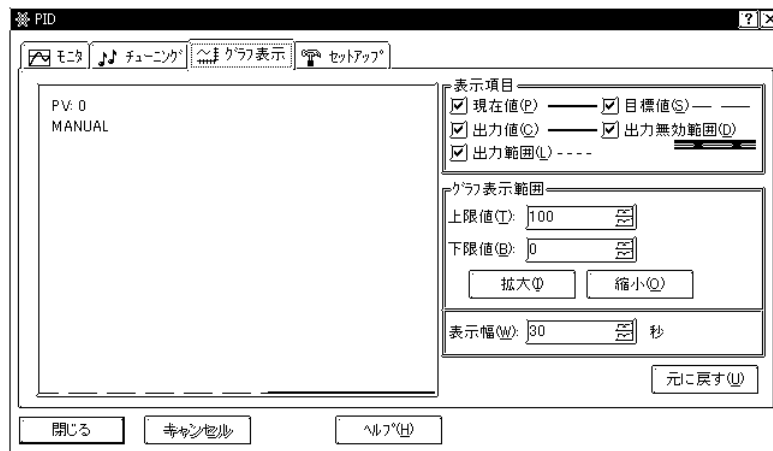 PID
モニタ チューニング グラフ表示 セットアップ
PV: 0
MANUAL
表示項目
現在値(P) 目標値(S)
出力値(C) 出力無効範囲(D)
出力範囲(L)
グラフ表示範囲
上限値(T): 100
下限値(B): 0
拡大(I) 縮小(O)
表示幅(W): 30 秒
元に戻す(U)
閉じる キャンセル ヘルプ(H)